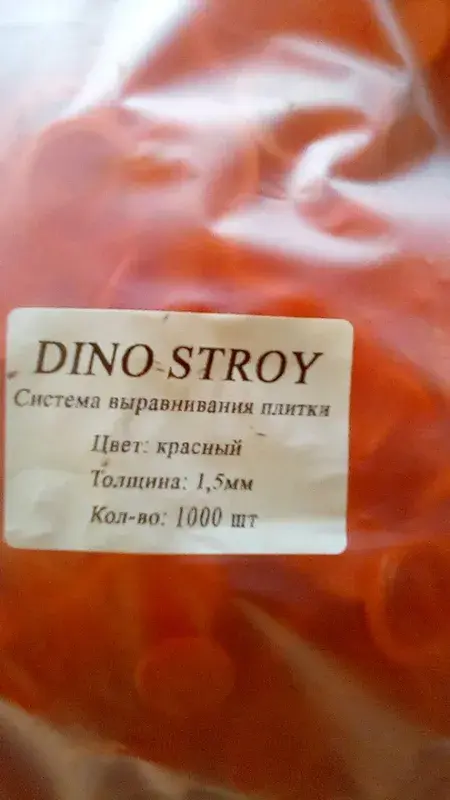 DINO-STROY
Система выравнивания плитки
Цвет: красный
Толщина: 1,5мм
Кол-во: 1000 шт